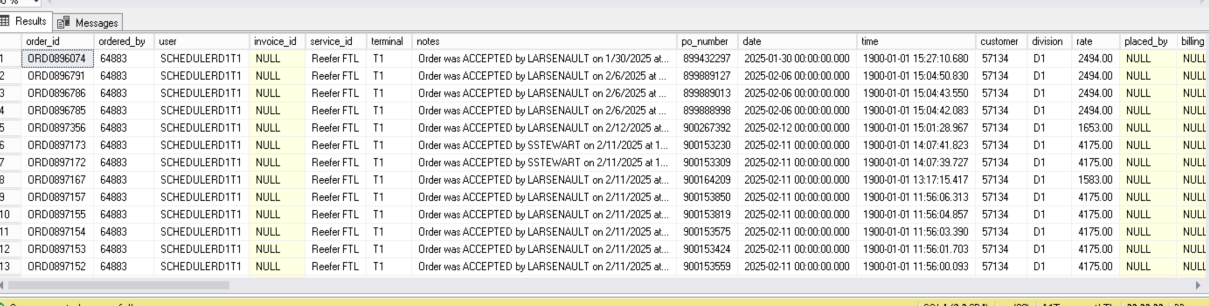 Results Messages
order_id ordered_by user invoice_id service_id terminal notes po_number date time customer division rate placed_by billing
1 ORD0896074 64883 SCHEDULERD1T1 NULL Reefer FTL T1 Order was ACCEPTED by LARSENAULT on 1/30/2025 at... 899432297 2025-01-30 00:00:00.000 1900-01-01 15:27:10.680 57134 D1 2494.00 NULL NULL
2 ORD0896791 64883 SCHEDULERD1T1 NULL Reefer FTL T1 Order was ACCEPTED by LARSENAULT on 2/6/2025 at ... 899889127 2025-02-06 00:00:00.000 1900-01-01 15:04:50.830 57134 D1 2494.00 NULL NULL
3 ORD0896786 64883 SCHEDULERD1T1 NULL Reefer FTL T1 Order was ACCEPTED by LARSENAULT on 2/6/2025 at ... 899889013 2025-02-06 00:00:00.000 1900-01-01 15:04:43.550 57134 D1 2494.00 NULL NULL
4 ORD0896785 64883 SCHEDULERD1T1 NULL Reefer FTL T1 Order was ACCEPTED by LARSENAULT on 2/6/2025 at ... 899888998 2025-02-06 00:00:00.000 1900-01-01 15:04:42.083 57134 D1 2494.00 NULL NULL
5 ORD0897356 64883 SCHEDULERD1T1 NULL Reefer FTL T1 Order was ACCEPTED by LARSENAULT on 2/12/2025 at... 900267392 2025-02-12 00:00:00.000 1900-01-01 15:01:28.967 57134 D1 1653.00 NULL NULL
6 ORD0897173 64883 SCHEDULERD1T1 NULL Reefer FTL T1 Order was ACCEPTED by SSTEWART on 2/11/2025 at 1... 900153230 2025-02-11 00:00:00.000 1900-01-01 14:07:41.823 57134 D1 4175.00 NULL NULL
7 ORD0897172 64883 SCHEDULERD1T1 NULL Reefer FTL T1 Order was ACCEPTED by SSTEWART on 2/11/2025 at 1... 900153309 2025-02-11 00:00:00.000 1900-01-01 14:07:39.727 57134 D1 4175.00 NULL NULL
8 ORD0897167 64883 SCHEDULERD1T1 NULL Reefer FTL T1 Order was ACCEPTED by LARSENAULT on 2/11/2025 at... 900164209 2025-02-11 00:00:00.000 1900-01-01 13:17:15.417 57134 D1 1583.00 NULL NULL
9 ORD0897157 64883 SCHEDULERD1T1 NULL Reefer FTL T1 Order was ACCEPTED by LARSENAULT on 2/11/2025 at... 900153850 2025-02-11 00:00:00.000 1900-01-01 11:56:06.313 57134 D1 4175.00 NULL NULL
10 ORD0897155 64883 SCHEDULERD1T1 NULL Reefer FTL T1 Order was ACCEPTED by LARSENAULT on 2/11/2025 at... 900153819 2025-02-11 00:00:00.000 1900-01-01 11:56:04.857 57134 D1 4175.00 NULL NULL
11 ORD0897154 64883 SCHEDULERD1T1 NULL Reefer FTL T1 Order was ACCEPTED by LARSENAULT on 2/11/2025 at... 900153575 2025-02-11 00:00:00.000 1900-01-01 11:56:03.390 57134 D1 4175.00 NULL NULL
12 ORD0897153 64883 SCHEDULERD1T1 NULL Reefer FTL T1 Order was ACCEPTED by LARSENAULT on 2/11/2025 at... 900153424 2025-02-11 00:00:00.000 1900-01-01 11:56:01.703 57134 D1 4175.00 NULL NULL
13 ORD0897152 64883 SCHEDULERD1T1 NULL Reefer FTL T1 Order was ACCEPTED by LARSENAULT on 2/11/2025 at... 900153559 2025-02-11 00:00:00.000 1900-01-01 11:56:00.093 57134 D1 4175.00 NULL NULL